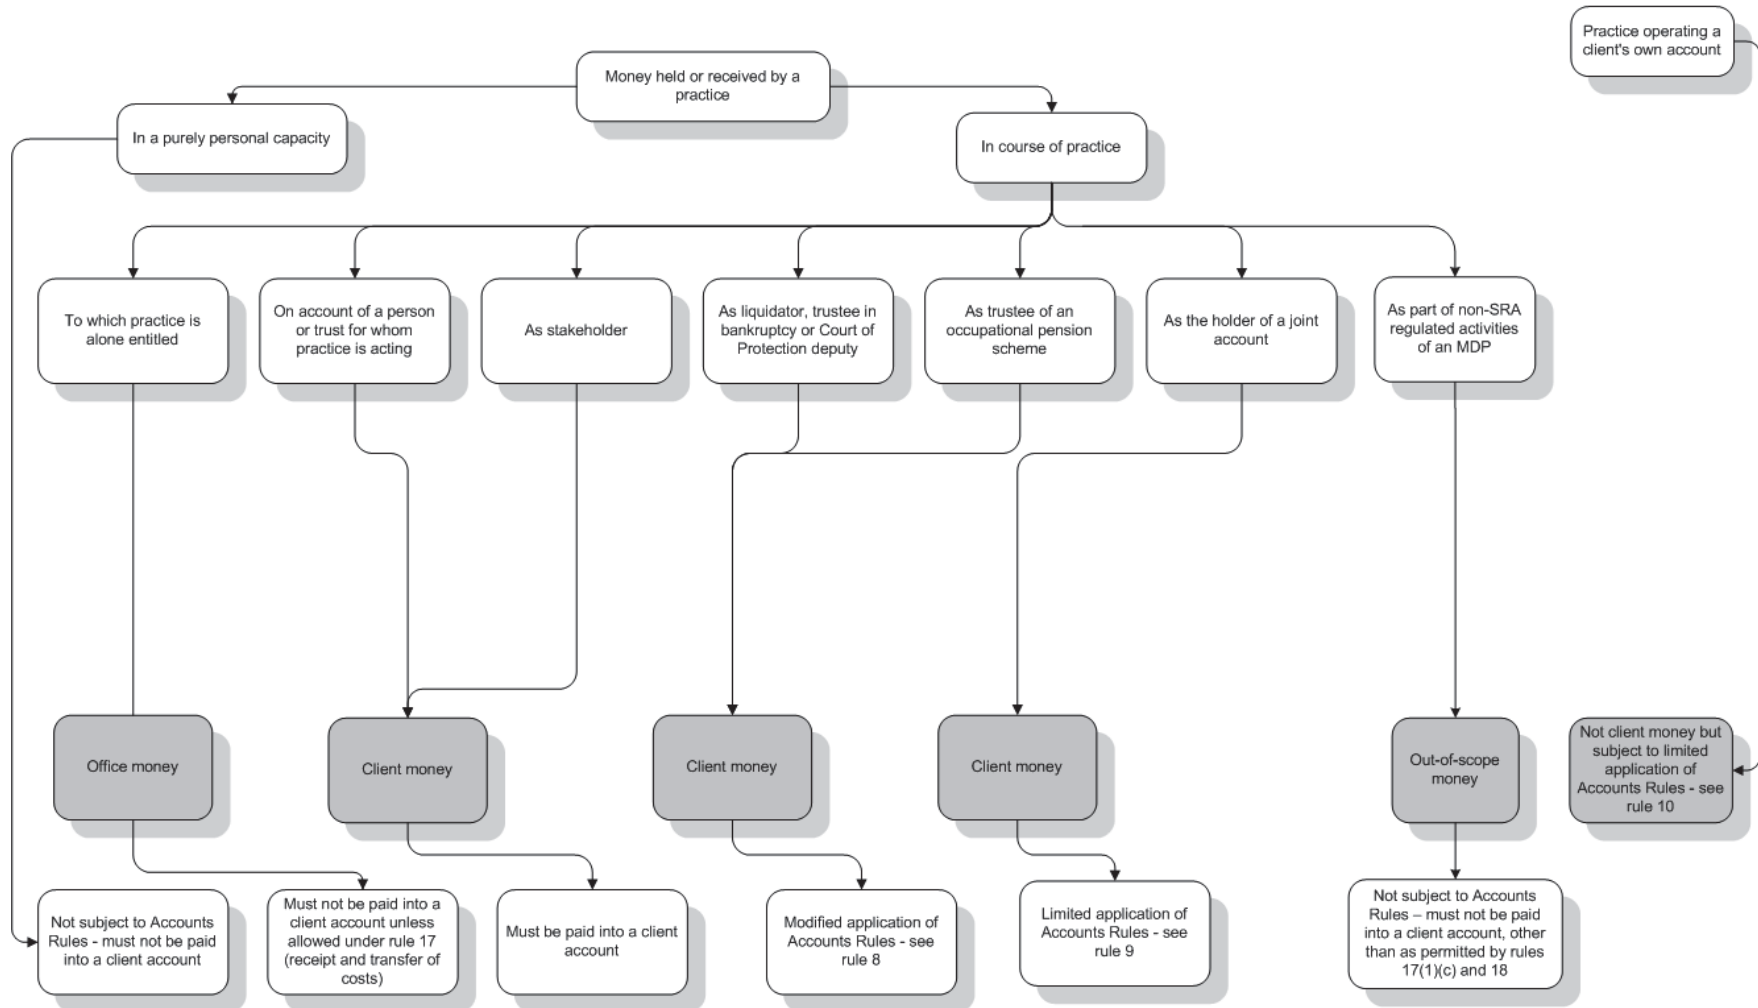 Practice operating a
client's own account
Money held or received by a
practice
In a purely personal capacity
In course of practice
To which practice is
alone entitled
On account of a person
or trust for whom
practice is acting
As stakeholder
As liquidator, trustee in
bankruptcy or Court of
Protection deputy
As trustee of an
occupational pension
scheme
As the holder of a joint
account
As part of non-SRA
regulated activities
of an MDP
Office money
Client money
Client money
Client money
Out-of-scope
money
Not client money but
subject to limited
application of
Accounts Rules - see
rule 10
Not subject to Accounts
Rules - must not be paid
into a client account
Must not be paid into a
client account unless
allowed under rule 17
(receipt and transfer of
costs)
Must be paid into a client
account
Modified application of
Accounts Rules - see
rule 8
Limited application of
Accounts Rules - see
rule 9
Not subject to Accounts
Rules – must not be paid
into a client account, other
than as permitted by rules
17(1)(c) and 18